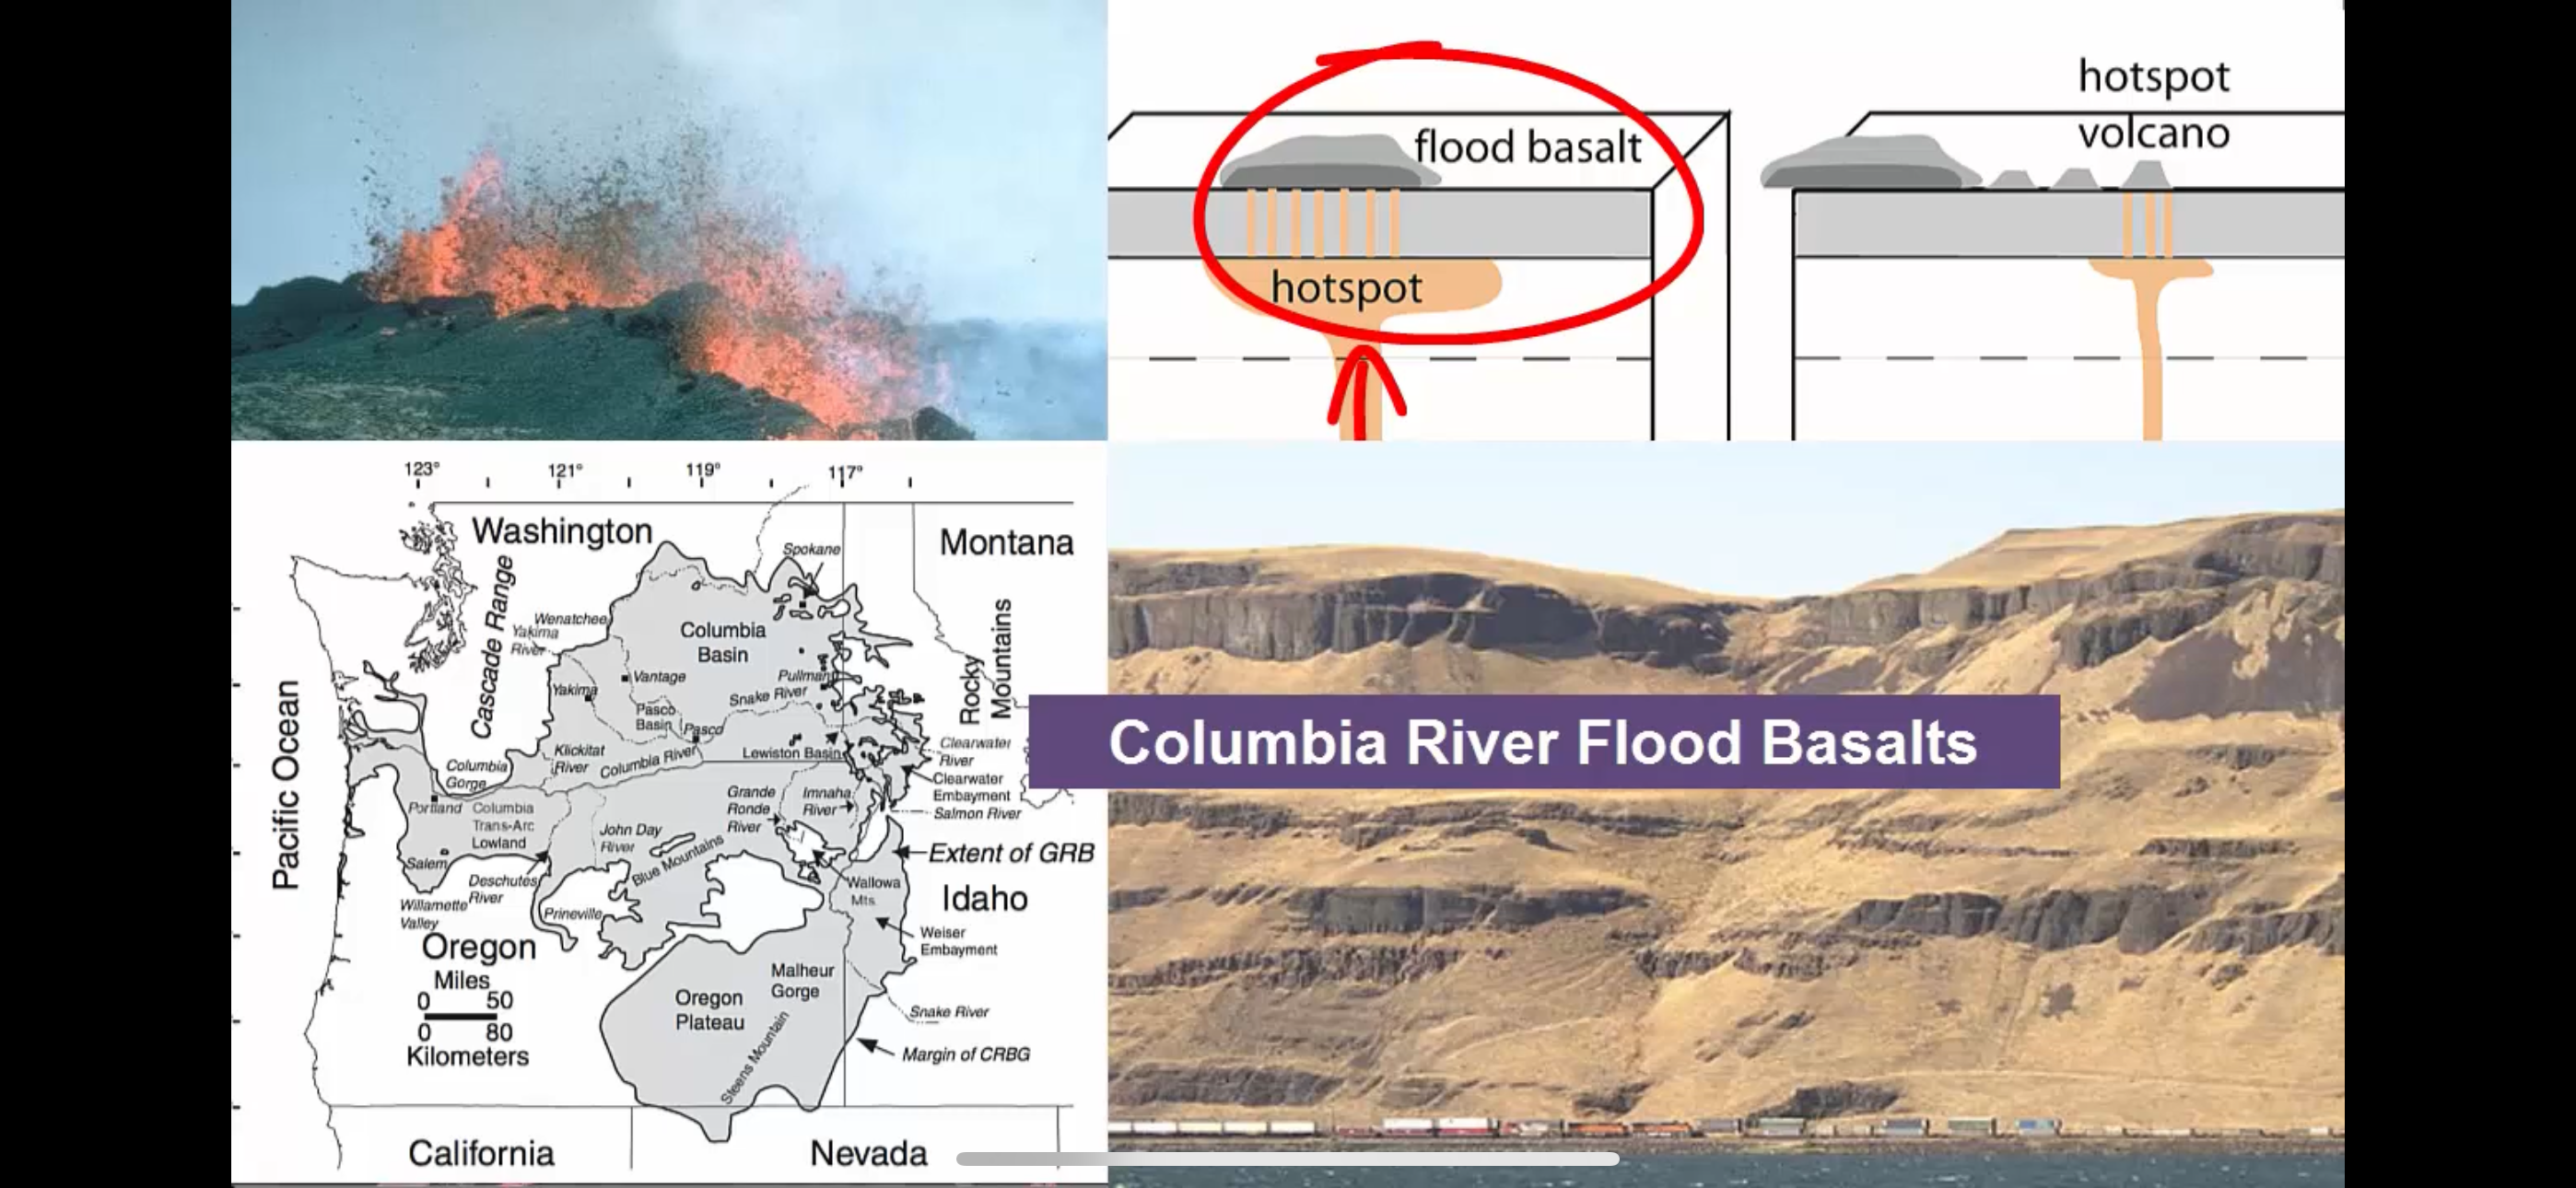 flood basalt
hotspot
hotspot
volcano
123°
121°
119°
117°
Washington
Montana
Spokane
Cascade Range
Wenatchee
Yakima
River
Columbia
Basin
Rocky
Mountains
Vantage
Pullman
Yakima
Snake River
Pasco
Basin
Pasco
Pacific Ocean
Klickitat
River
Columbia River
Lewiston Basin
Clearwater
River
Columbia
Gorge
Clearwater
Embayment
Portland
Columbia
Trans-Arc
Lowland
Grande
Ronde
River
Imnaha
River
Salmon River
John Day
River
Blue Mountains
Extent of GRB
Salem
Deschutes
River
Wallowa
Mts.
Idaho
Willamette
Valley
Prineville
Weiser
Embayment
Oregon
Miles
0 50
0 80
Kilometers
Malheur
Gorge
Oregon
Plateau
Snake River
Steens Mountain
Margin of CRBG
California
Nevada
Columbia River Flood Basalts